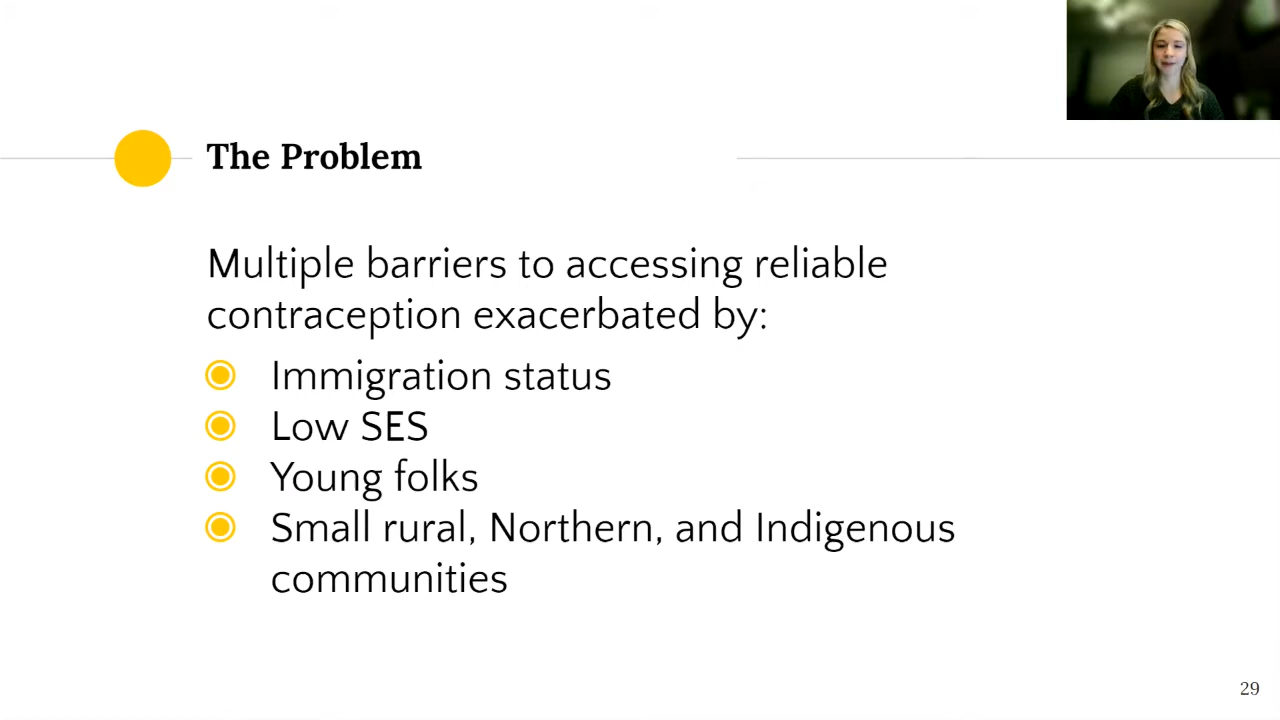 The Problem
Multiple barriers to accessing reliable
contraception exacerbated by:
Immigration status
Low SES
Young folks
Small rural, Northern, and Indigenous
communities
29